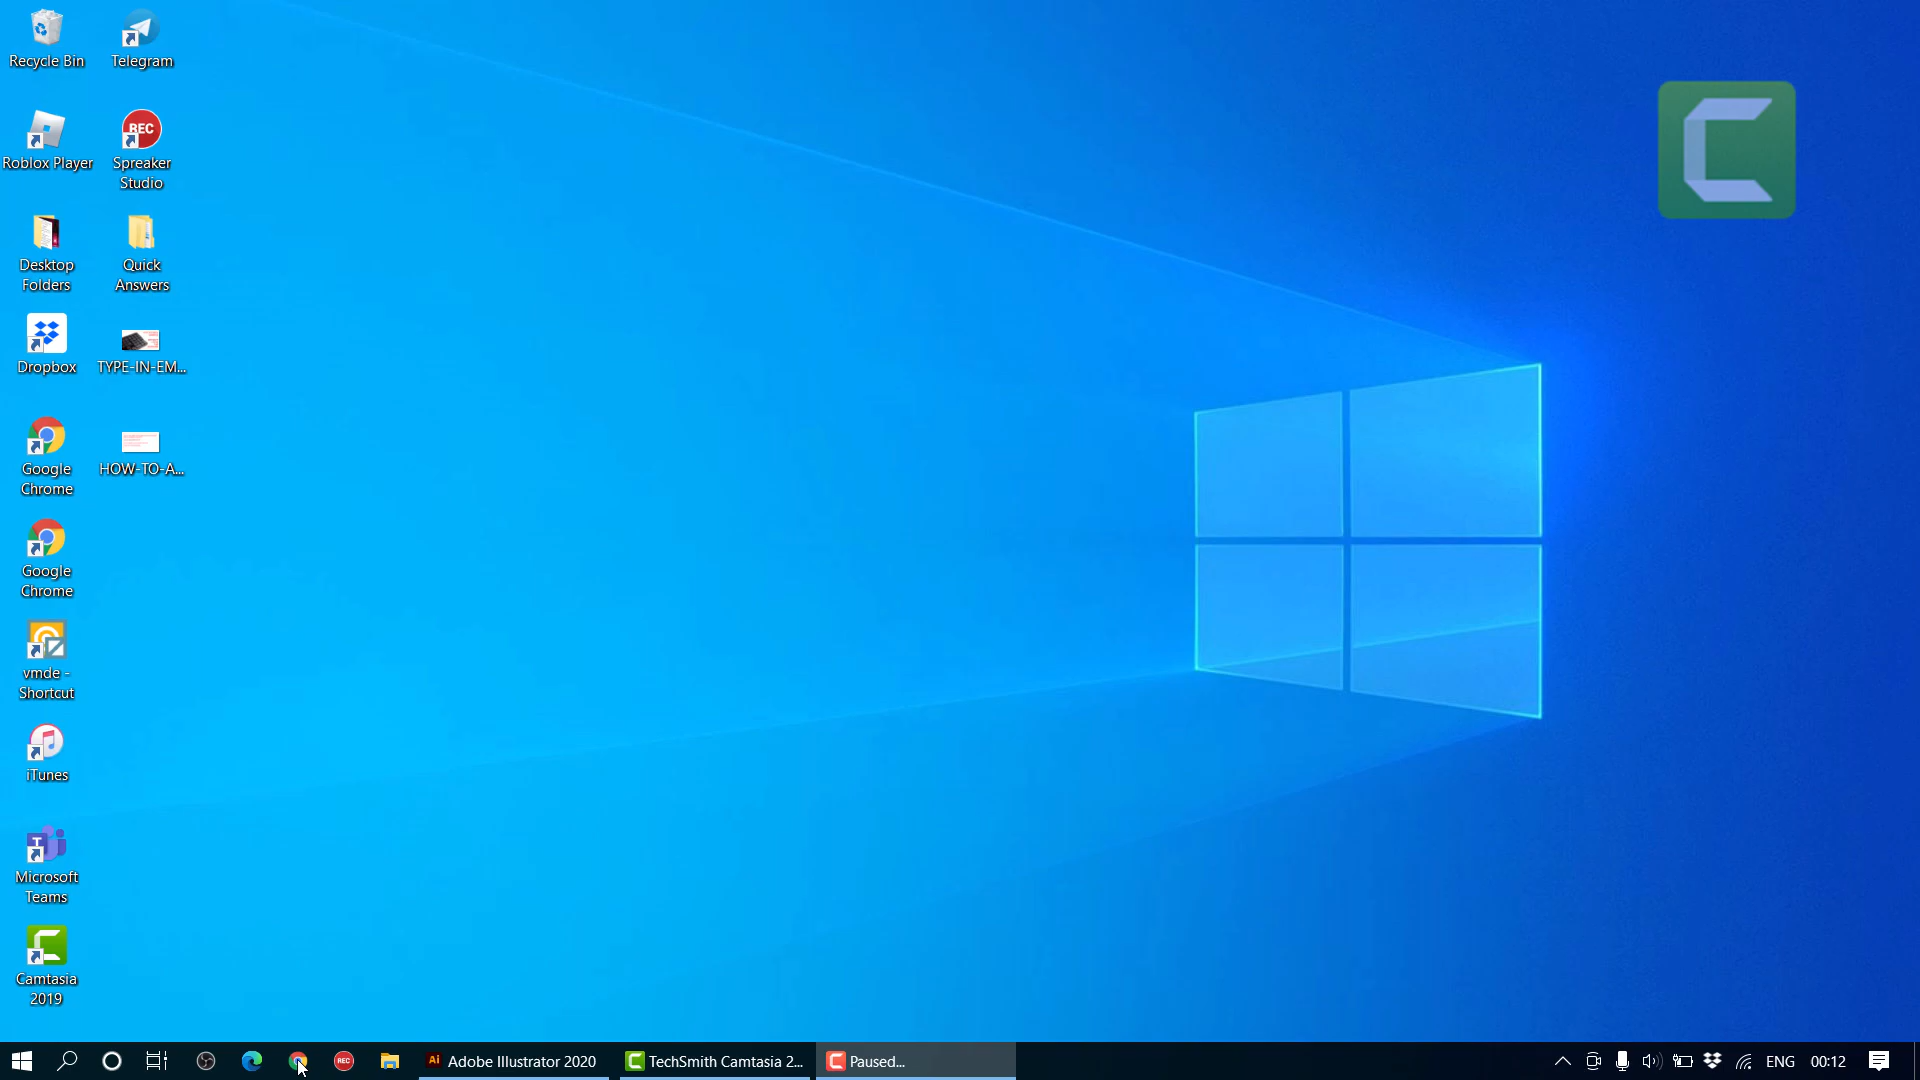 Recycle Bin
Telegram
Roblox Player
REC
Spreaker
Studio
Desktop
Folders
Quick
Answers
Dropbox
TYPE-IN-EM...
Google
Chrome
HOW-TO-A...
Google
Chrome
vmde -
Shortcut
iTunes
T
Microsoft
Teams
Camtasia
2019
REC
Ai
Adobe Illustrator 2020
TechSmith Camtasia 2...
Paused...
ENG
00:12